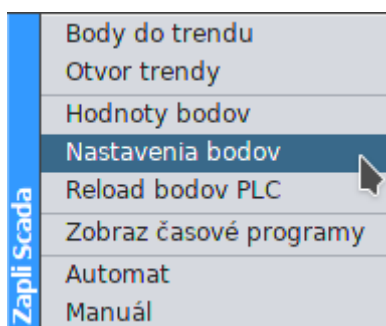 Body do trendu
Otvor trendy
Hodnoty bodov
Nastavenia bodov
Reload bodov PLC
Zobraz časové programy
Automat
Manuál
Zapli Scada